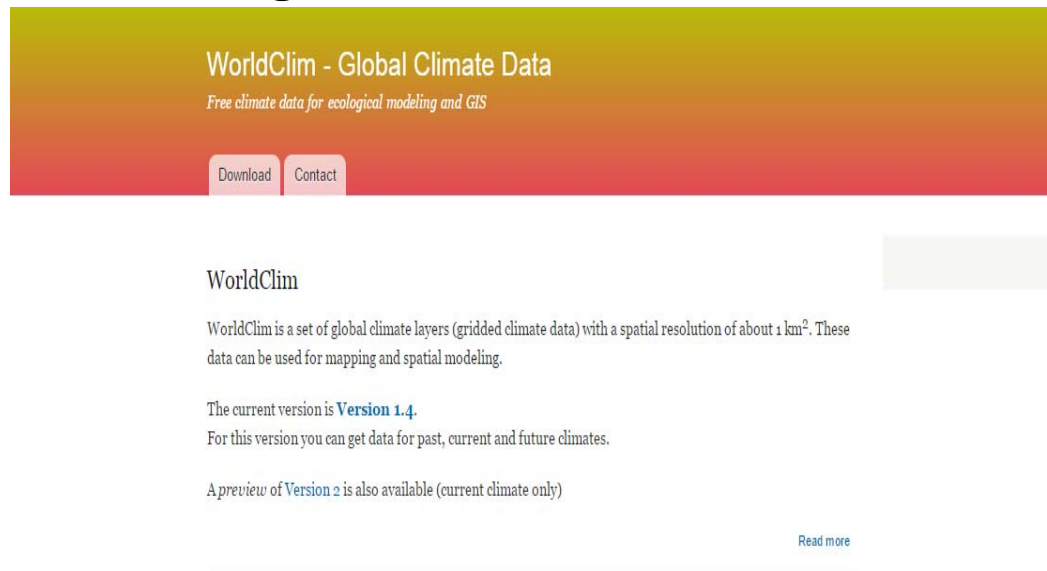 WorldClim - Global Climate Data
Free climate data for ecological modeling and GIS
Download Contact
WorldClim
WorldClim is a set of global climate layers (gridded climate data) with a spatial resolution of about 1 km². These
data can be used for mapping and spatial modeling.
The current version is Version 1.4.
For this version you can get data for past, current and future climates.
A preview of Version 2 is also available (current climate only)
Read more